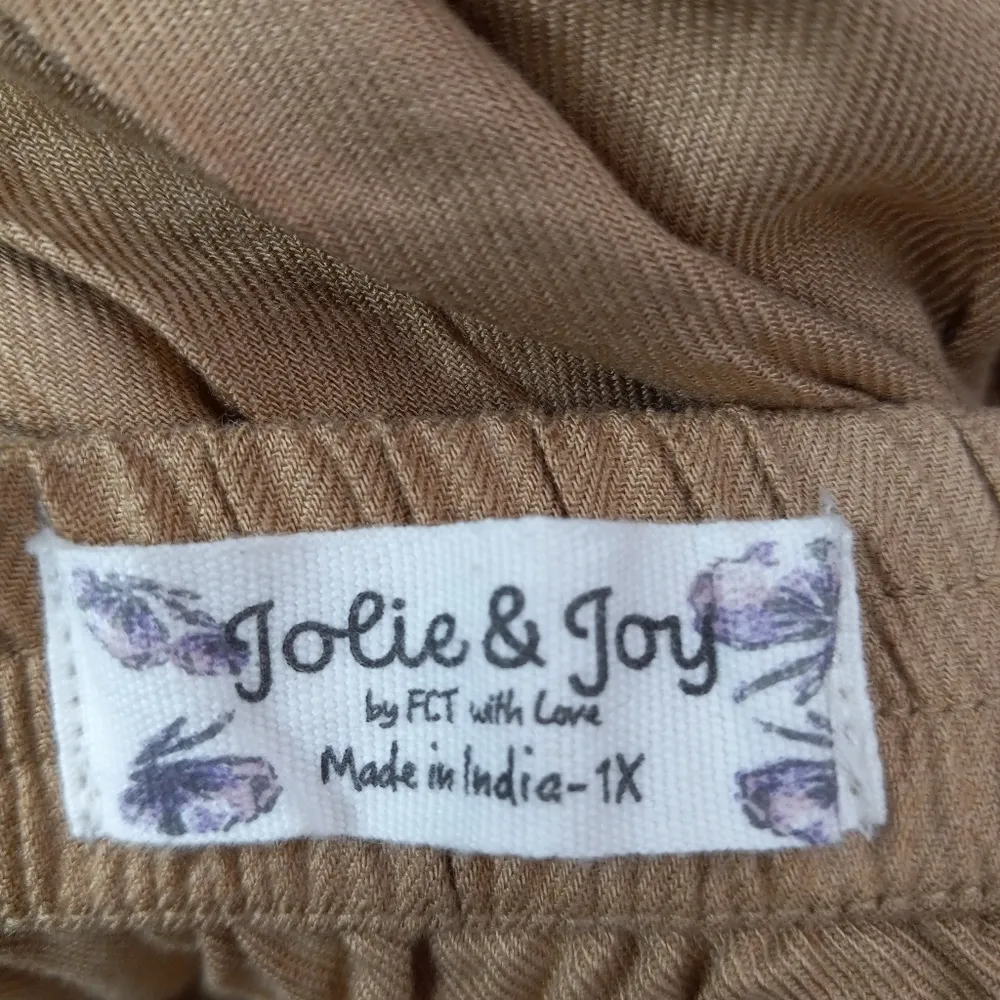 Jolie & Joy
by FCT with Love
Made in India-1X